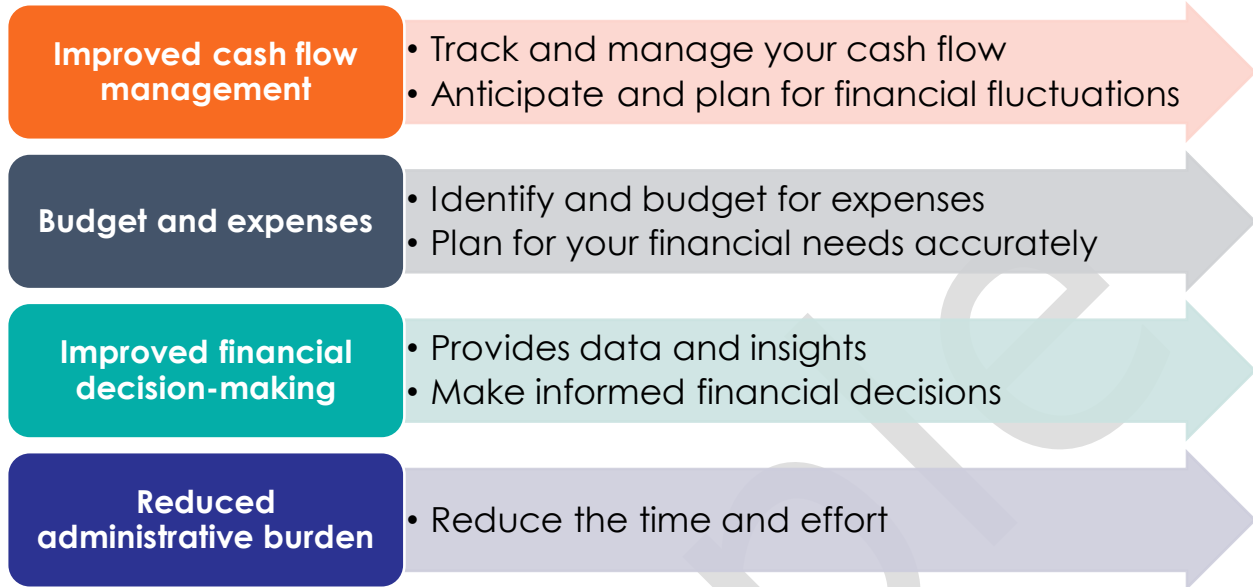 Improved cash flow
management
• Track and manage your cash flow
• Anticipate and plan for financial fluctuations
Budget and expenses
• Identify and budget for expenses
• Plan for your financial needs accurately
Improved financial
decision-making
• Provides data and insights
• Make informed financial decisions
Reduced
administrative burden
• Reduce the time and effort